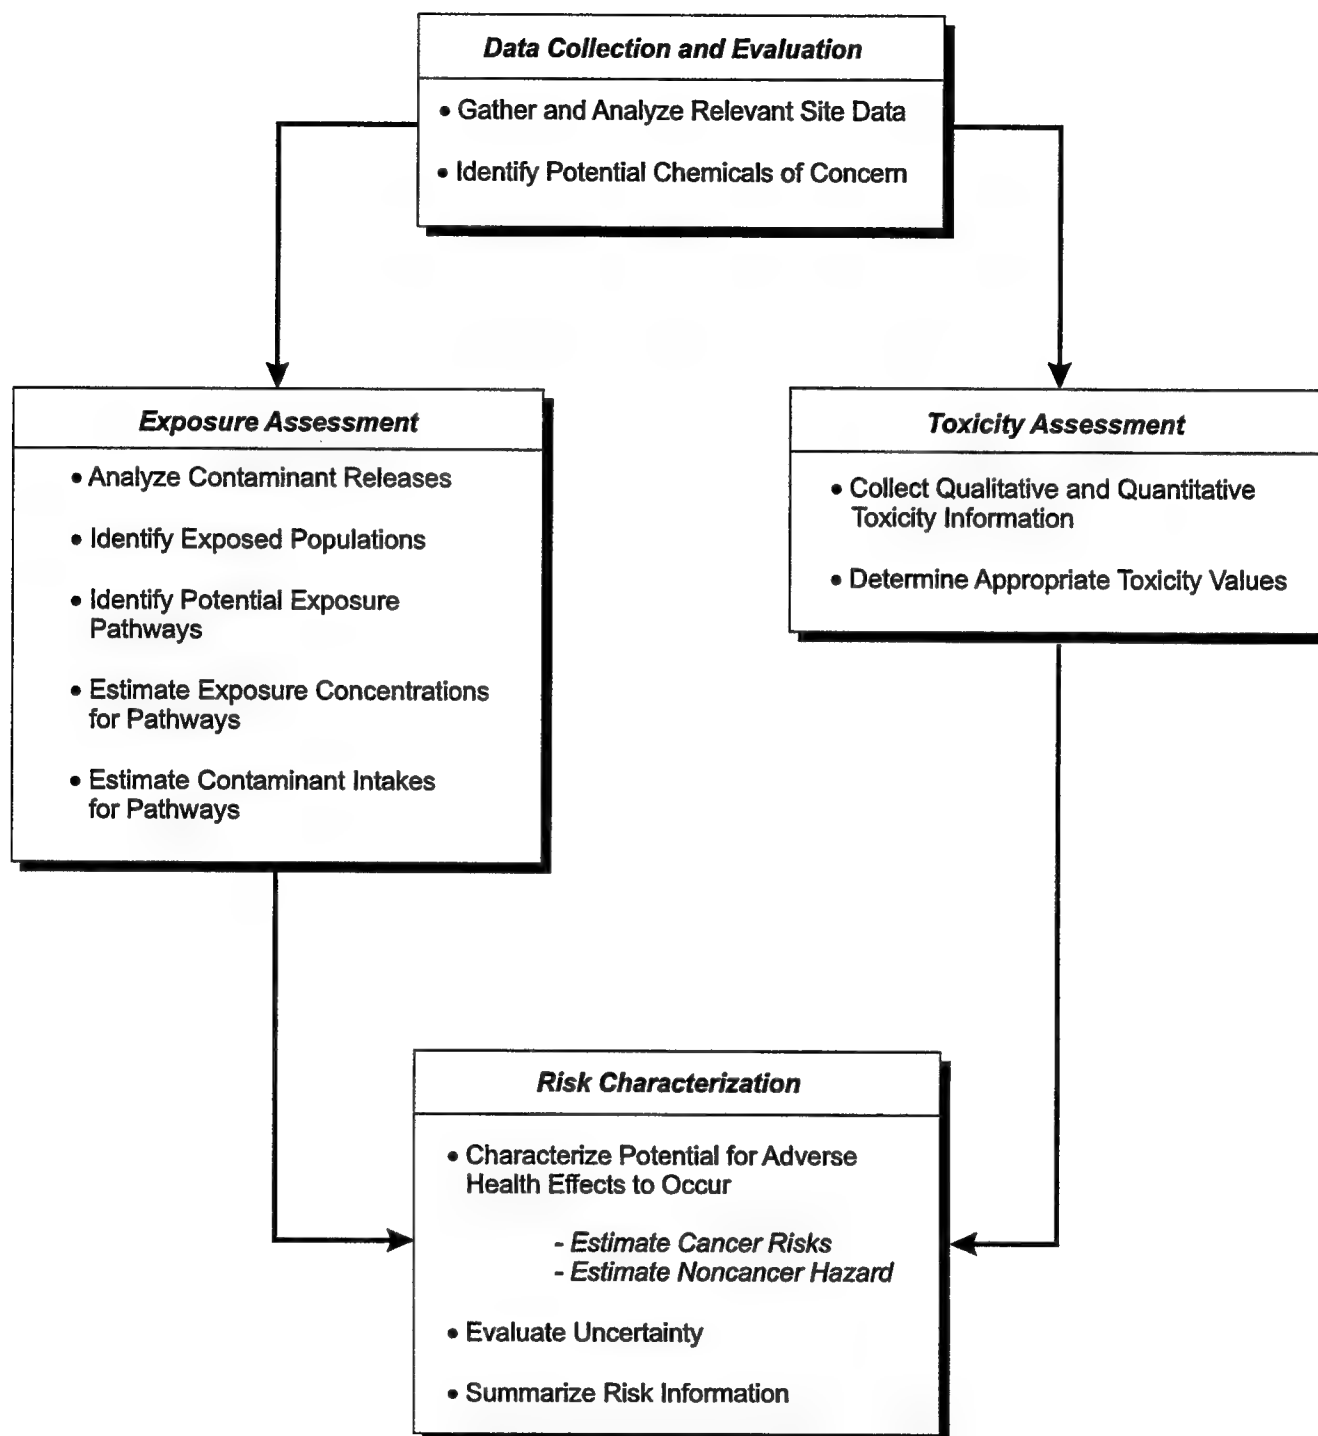 Data Collection and Evaluation
• Gather and Analyze Relevant Site Data
• Identify Potential Chemicals of Concern
Exposure Assessment
• Analyze Contaminant Releases
• Identify Exposed Populations
• Identify Potential Exposure
Pathways
• Estimate Exposure Concentrations
for Pathways
• Estimate Contaminant Intakes
for Pathways
Toxicity Assessment
• Collect Qualitative and Quantitative
Toxicity Information
• Determine Appropriate Toxicity Values
Risk Characterization
• Characterize Potential for Adverse
Health Effects to Occur
- Estimate Cancer Risks
- Estimate Noncancer Hazard
• Evaluate Uncertainty
• Summarize Risk Information